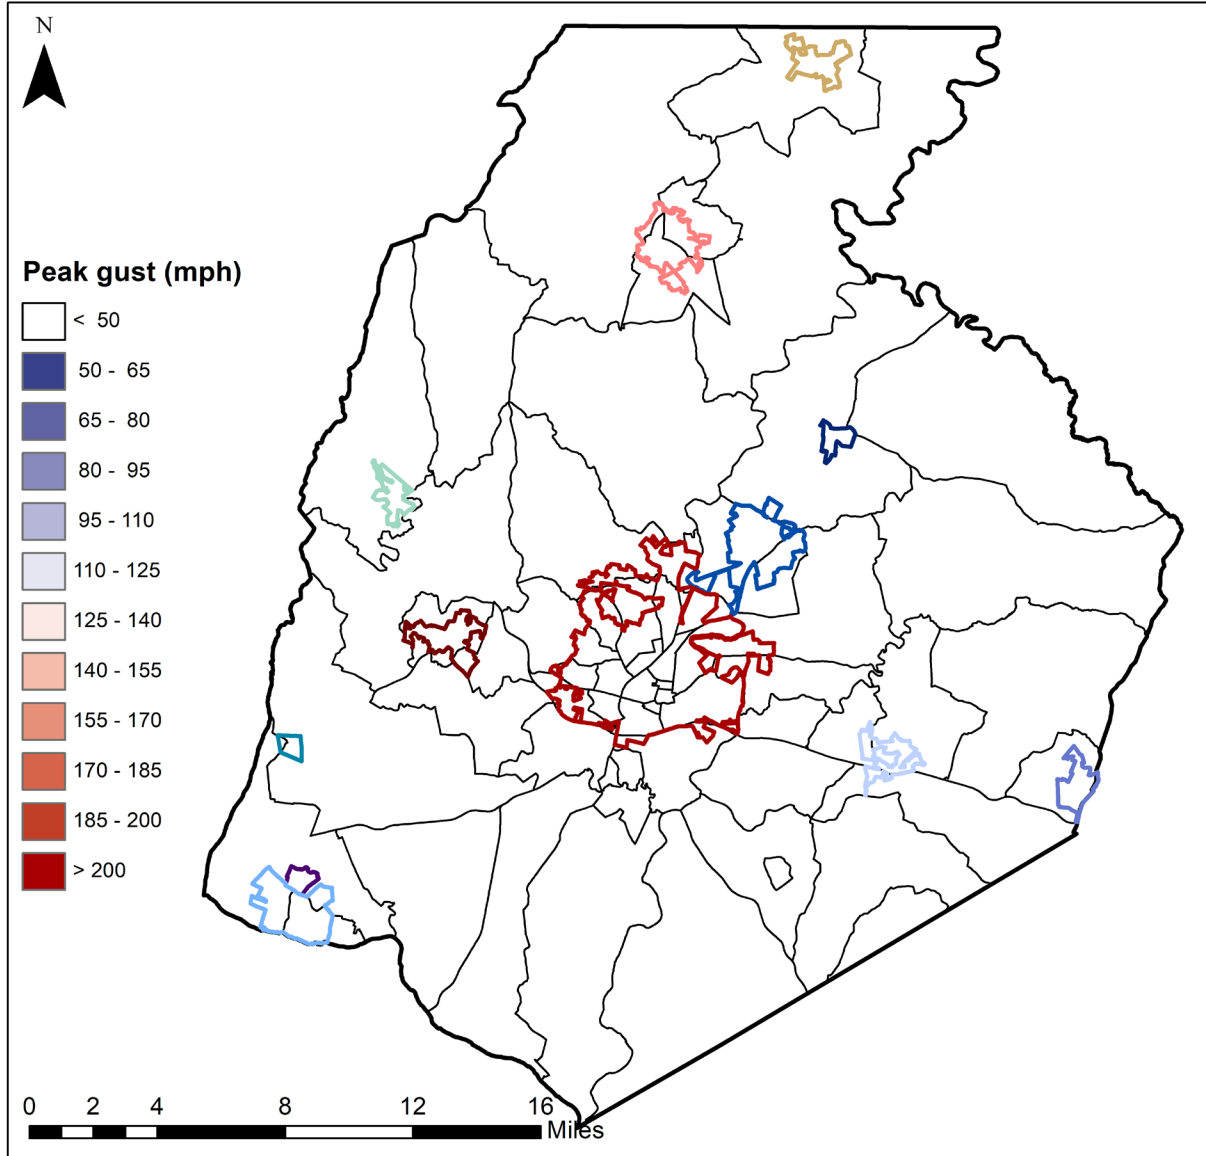 N
Peak gust (mph)
< 50
50 - 65
65 - 80
80 - 95
95 - 110
110 - 125
125 - 140
140 - 155
155 - 170
170 - 185
185 - 200
> 200
0 2 4 8 12 16
Miles